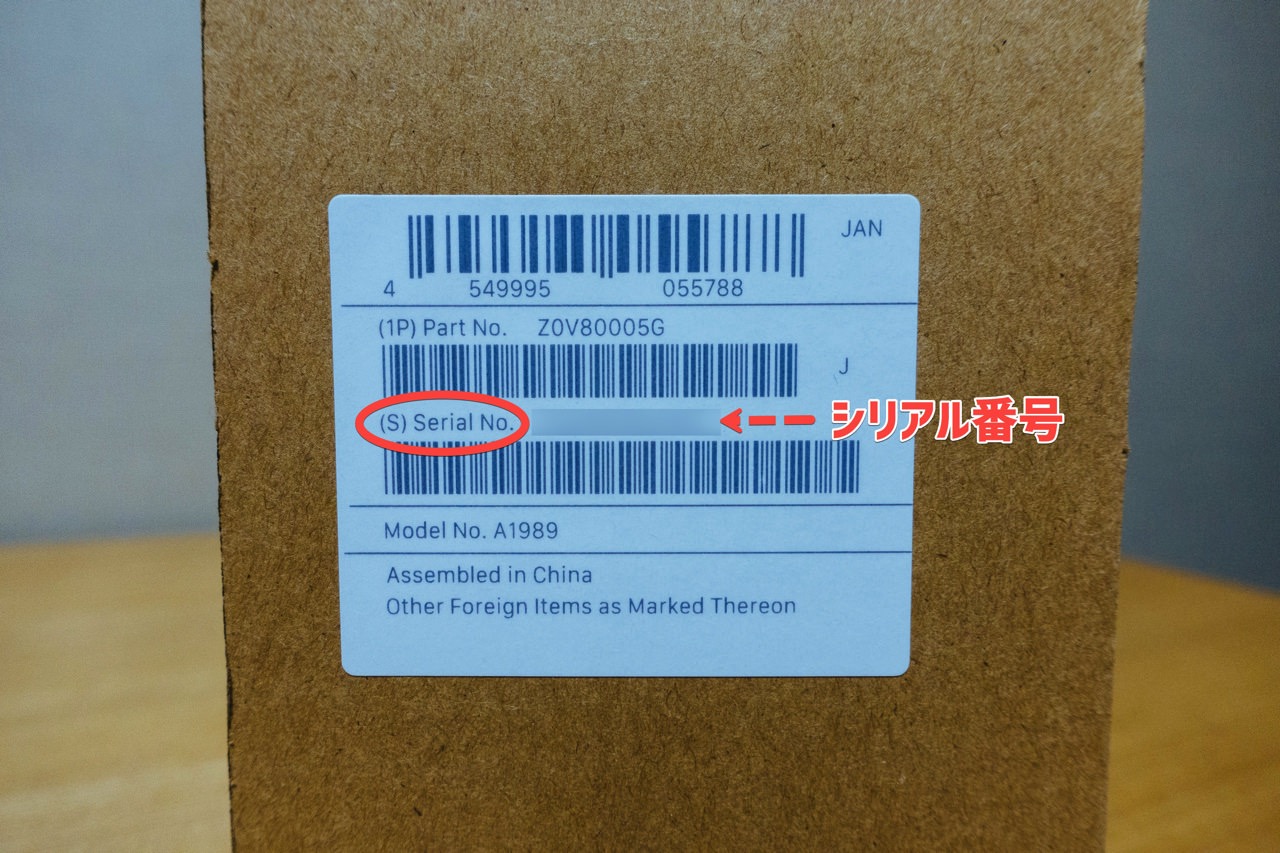 JAN
4 549995 055788
(1P) Part No. Z0V80005G
J
(S) Serial No. シリアル番号
Model No. A1989
Assembled in China
Other Foreign Items as Marked Thereon